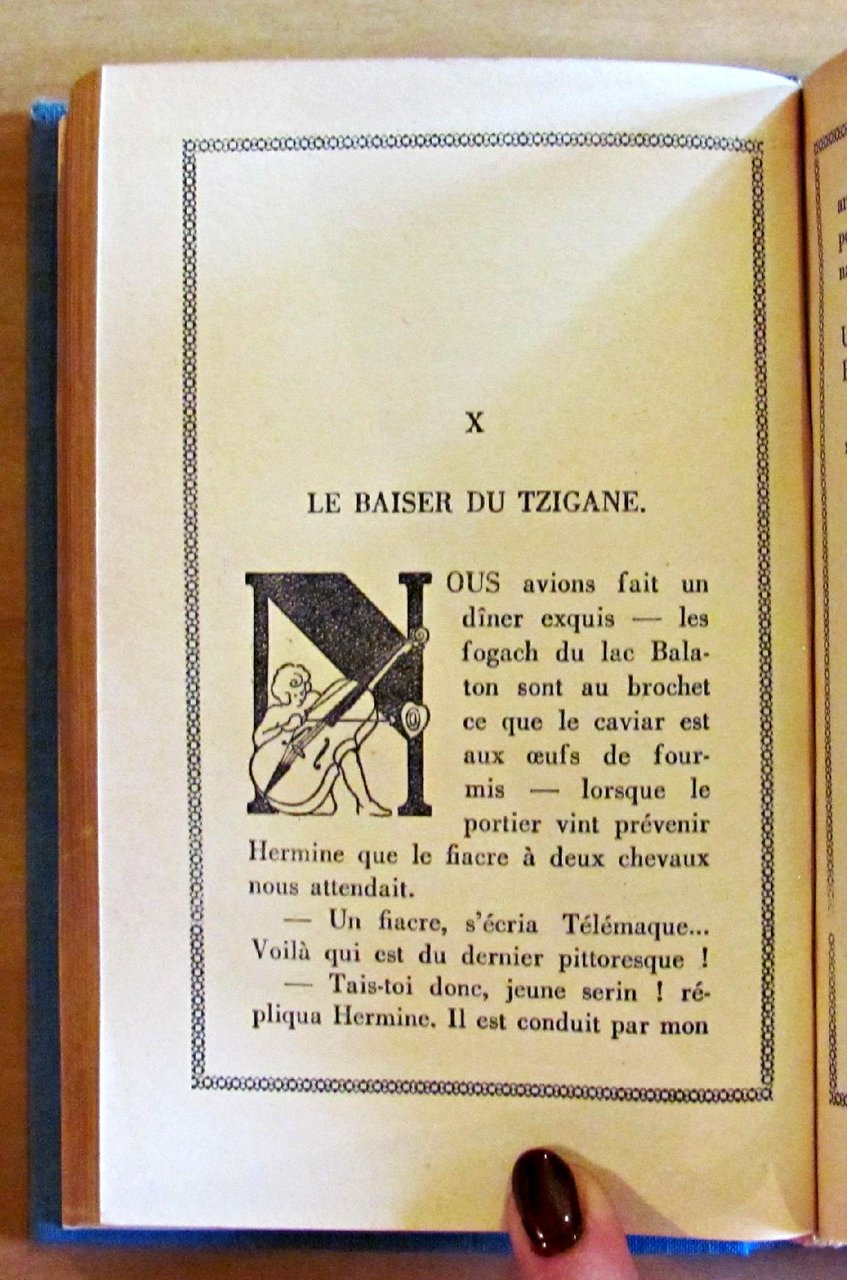 X
LE BAISER DU TZIGANE.
NOUS avions fait un
dîner exquis — les
fogach du lac Bala-
ton sont au brochet
ce que le caviar est
aux œufs de four-
mis — lorsque le
portier vint prévenir
Hermine que le fiacre à deux chevaux
nous attendait.
— Un fiacre, s'écria Télémaque...
Voilà qui est du dernier pittoresque !
— Tais-toi donc, jeune serin ! ré-
pliqua Hermine. Il est conduit par mon